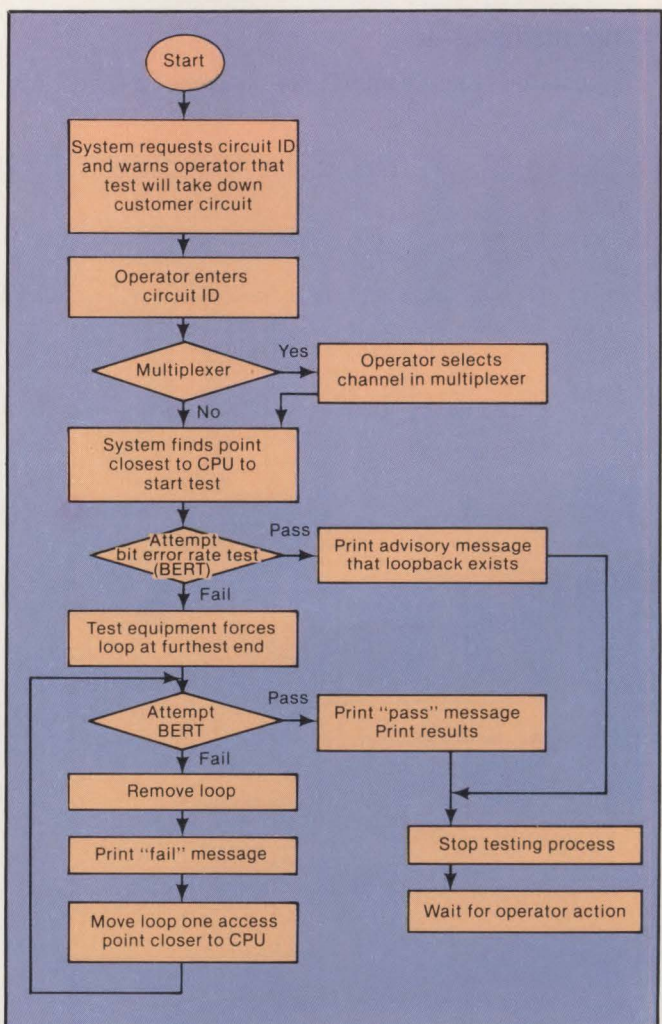 Start
System requests circuit ID
and warns operator that
test will take down
customer circuit
Operator enters
circuit ID
Multiplexer
Yes
Operator selects
channel in multiplexer
No
System finds point
closest to CPU to
start test
Attempt
bit error rate test
(BERT)
Pass
Print advisory message
that loopback exists
Fail
Test equipment forces
loop at furthest end
Attempt
BERT
Pass
Print "pass" message
Print results
Fail
Remove loop
Print "fail" message
Move loop one access
point closer to CPU
Stop testing process
Wait for operator action